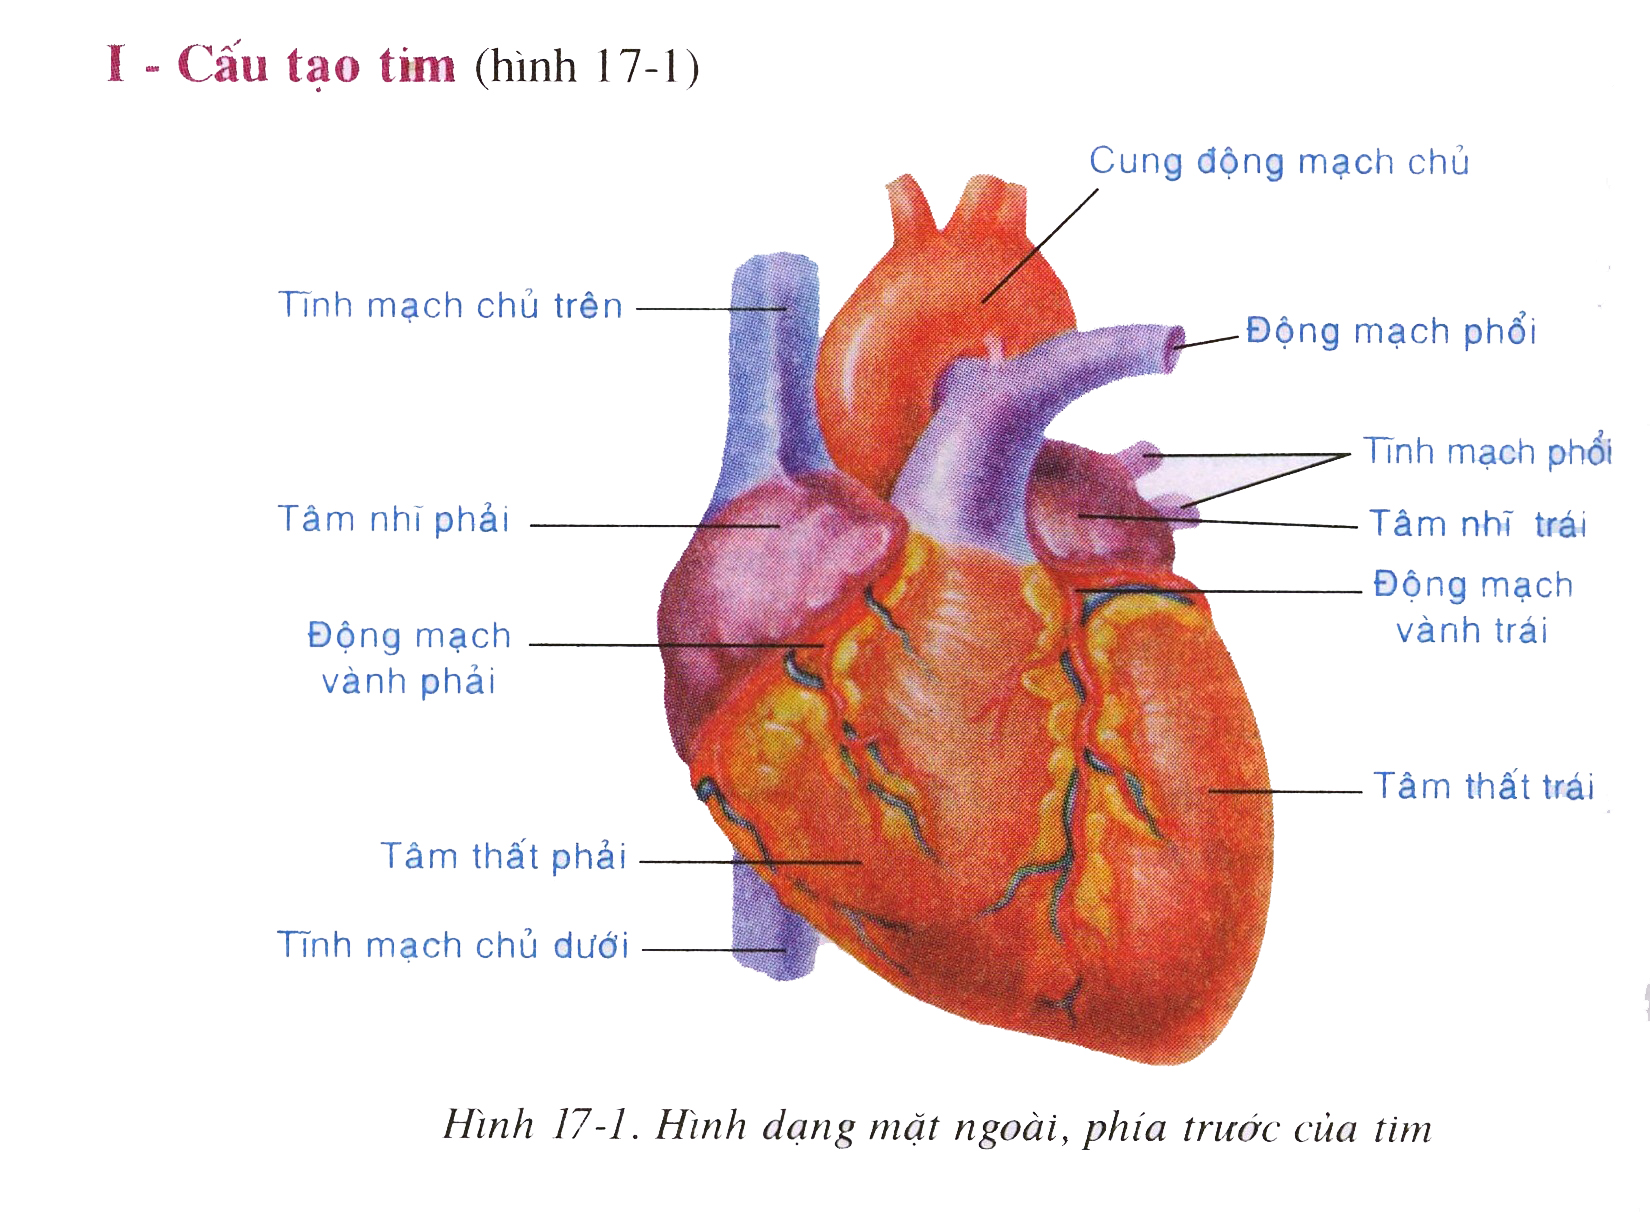 I - Cấu tạo tim (hình 17-1)
Cung động mạch chủ
Tĩnh mạch chủ trên
Động mạch phổi
Tĩnh mạch phổi
Tâm nhĩ phải
Tâm nhĩ trái
Động mạch
vành trái
Động mạch
vành phải
Tâm thất trái
Tâm thất phải
Tĩnh mạch chủ dưới
Hình 17-1. Hình dạng mặt ngoài, phía trước của tim